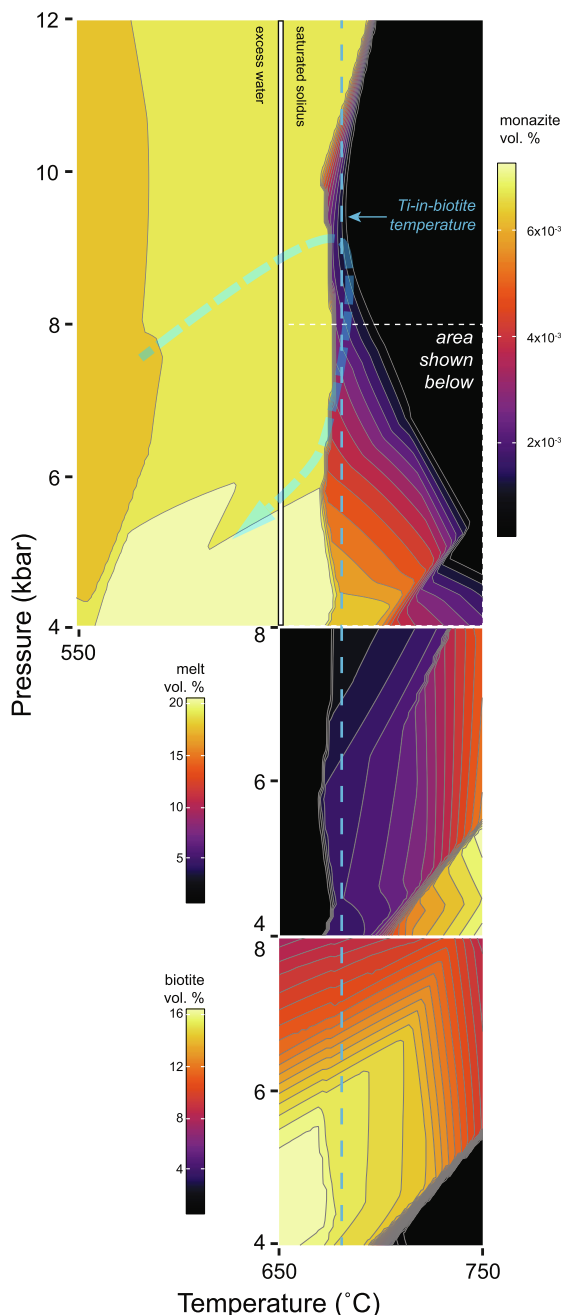 12
10
8
6
4
Pressure (kbar)
550
excess water
saturated solidus
Ti-in-biotite
temperature
area
shown
below
monazite
vol. %
6x10⁻³
4x10⁻³
2x10⁻³
melt
vol. %
20
15
10
5
8
6
4
biotite
vol. %
16
12
8
4
8
6
4
650
750
Temperature (˚C)